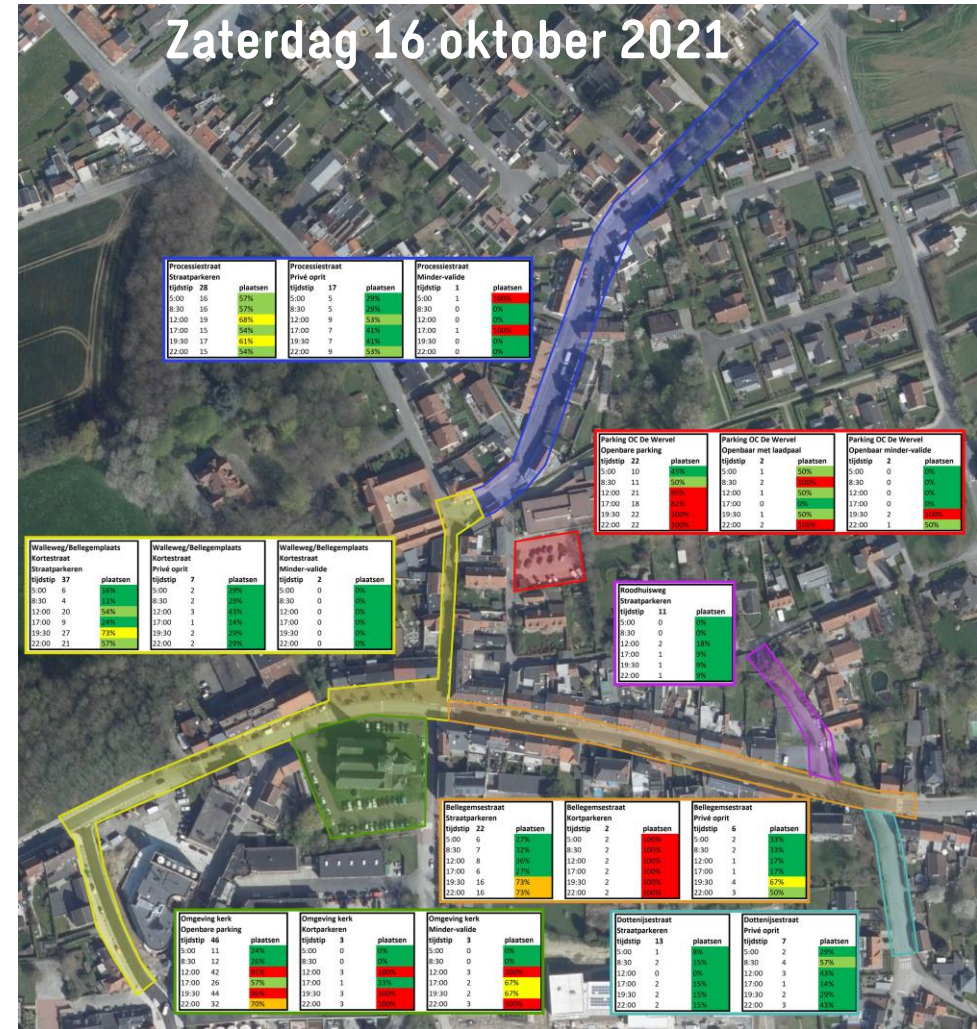 Zaterdag 16 oktober 2021
Processiestraat
Straatparkeren
tijdstip 28 plaatsen
5:00 16 57%
8:30 16 57%
12:00 19 68%
17:00 15 54%
19:30 17 61%
22:00 15 54%
Processiestraat
Privé oprit
tijdstip 17 plaatsen
5:00 5 29%
8:30 5 29%
12:00 9 53%
17:00 7 41%
19:30 7 41%
22:00 9 53%
Processiestraat
Minder-valide
tijdstip 1 plaatsen
5:00 1 100%
8:30 0 0%
12:00 0 0%
17:00 1 100%
19:30 0 0%
22:00 0 0%
Parking OC De Wervel
Openbare parking
tijdstip 22 plaatsen
5:00 10 45%
8:30 11 50%
12:00 21 95%
17:00 18 82%
19:30 22 100%
22:00 22 100%
Parking OC De Wervel
Openbaar met laadpaal
tijdstip 2 plaatsen
5:00 1 50%
8:30 2 100%
12:00 1 50%
17:00 0 0%
19:30 1 50%
22:00 2 100%
Parking OC De Wervel
Openbaar minder-valide
tijdstip 2 plaatsen
5:00 0 0%
8:30 0 0%
12:00 0 0%
17:00 0 0%
19:30 2 100%
22:00 1 50%
Walleweg/Bellegemplaats
Kortestraat
Straatparkeren
tijdstip 37 plaatsen
5:00 6 16%
8:30 4 11%
12:00 20 54%
17:00 9 24%
19:30 27 73%
22:00 21 57%
Walleweg/Bellegemplaats
Kortestraat
Privé oprit
tijdstip 7 plaatsen
5:00 2 29%
8:30 2 29%
12:00 3 43%
17:00 1 14%
19:30 2 29%
22:00 2 29%
Walleweg/Bellegemplaats
Kortestraat
Minder-valide
tijdstip 2 plaatsen
5:00 0 0%
8:30 0 0%
12:00 0 0%
17:00 0 0%
19:30 0 0%
22:00 0 0%
Roodhuisweg
Straatparkeren
tijdstip 11 plaatsen
5:00 0 0%
8:30 0 0%
12:00 2 18%
17:00 1 9%
19:30 1 9%
22:00 1 9%
Bellegemsestraat
Straatparkeren
tijdstip 22 plaatsen
5:00 6 27%
8:30 7 32%
12:00 8 36%
17:00 6 27%
19:30 16 73%
22:00 16 73%
Bellegemsestraat
Kortparkeren
tijdstip 2 plaatsen
5:00 2 100%
8:30 2 100%
12:00 2 100%
17:00 2 100%
19:30 2 100%
22:00 2 100%
Bellegemsestraat
Privé oprit
tijdstip 6 plaatsen
5:00 2 33%
8:30 2 33%
12:00 1 17%
17:00 1 17%
19:30 4 67%
22:00 3 50%
Omgeving kerk
Openbare parking
tijdstip 46 plaatsen
5:00 11 24%
8:30 12 26%
12:00 42 91%
17:00 26 57%
19:30 44 96%
22:00 32 70%
Omgeving kerk
Kortparkeren
tijdstip 3 plaatsen
5:00 0 0%
8:30 0 0%
12:00 3 100%
17:00 1 33%
19:30 3 100%
22:00 3 100%
Omgeving kerk
Minder-valide
tijdstip 3 plaatsen
5:00 0 0%
8:30 0 0%
12:00 3 100%
17:00 2 67%
19:30 2 67%
22:00 3 100%
Dottenijsestraat
Straatparkeren
tijdstip 13 plaatsen
5:00 1 8%
8:30 2 15%
12:00 0 0%
17:00 2 15%
19:30 2 15%
22:00 2 15%
Dottenijsestraat
Privé oprit
tijdstip 7 plaatsen
5:00 2 29%
8:30 4 57%
12:00 3 43%
17:00 1 14%
19:30 2 29%
22:00 3 43%